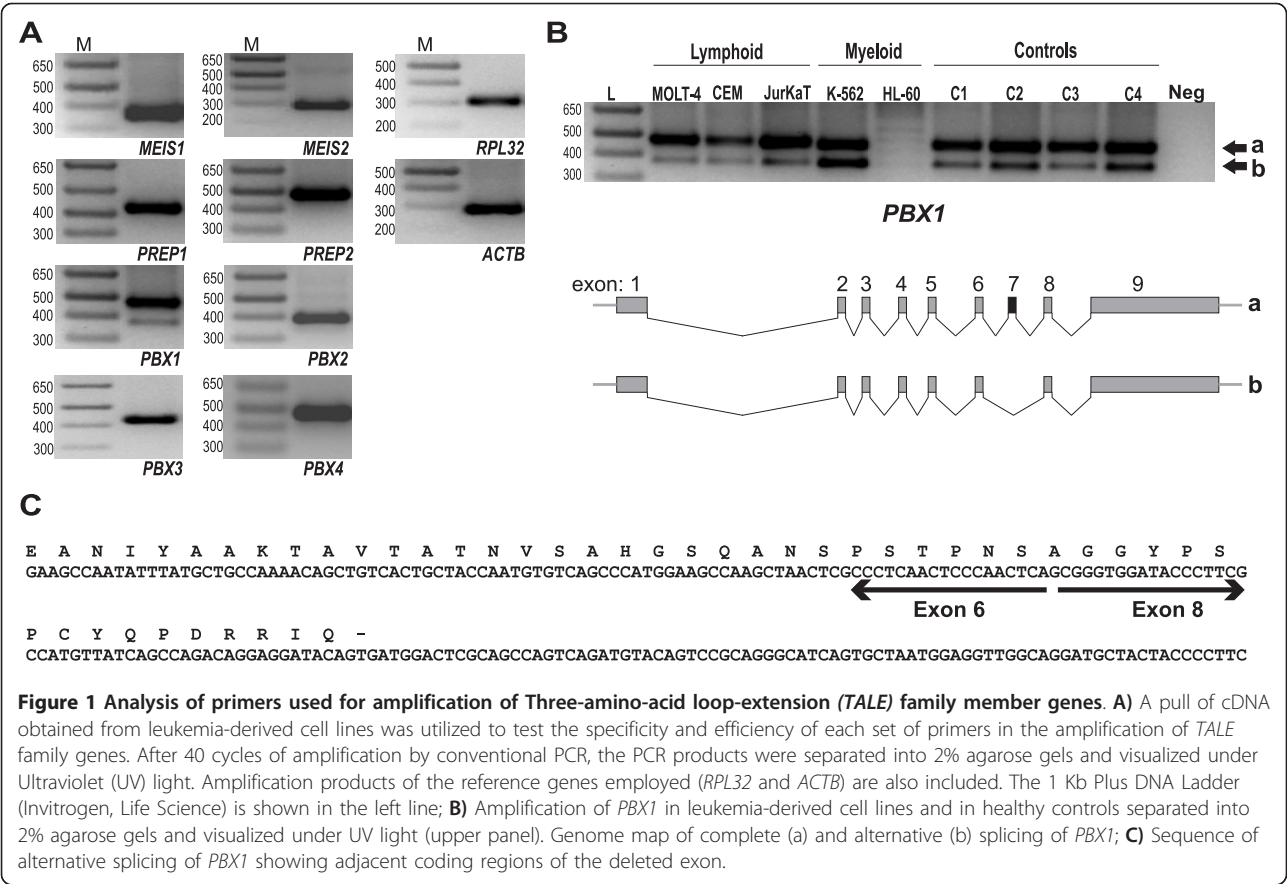 A
B
M
M
M
650
500
400
300
MEIS1
650
500
400
300
200
MEIS2
500
400
300
200
RPL32
650
500
400
300
PREP1
650
500
400
300
PREP2
500
400
300
200
ACTB
650
500
400
300
PBX1
650
500
400
300
PBX2
650
500
400
300
PBX3
650
500
400
300
PBX4
Lymphoid Myeloid Controls
L MOLT-4 CEM JurKaT K-562 HL-60 C1 C2 C3 C4 Neg
650
500
400
300
a
b
PBX1
exon: 1 2 3 4 5 6 7 8 9
a
b
C
E A N I Y A A K T A V T A T N V S A H G S Q A N S P S T P N S A G G Y P S
GAAGCCAATATTTATGCTGCCAAAACAGCTGTCACTGCTACCAATGTGTCAGCCCATGGAAGCCAAGCTAACTCGCCCTCAACTCCCAACTCAGCGGGTGGATACCCTTCG
Exon 6 Exon 8
P C Y Q P D R R I Q -
CCATGTTATCAGCCAGACAGGAGGATACAGTGATGGACTCGCAGCCAGTCAGATGTACAGTCCGCAGGGCATCAGTGCTAATGGAGGTTGGCAGGATGCTACTACCCCTTC
Figure 1 Analysis of primers used for amplification of Three-amino-acid loop-extension (TALE) family member genes. A) A pull of cDNA
obtained from leukemia-derived cell lines was utilized to test the specificity and efficiency of each set of primers in the amplification of TALE
family genes. After 40 cycles of amplification by conventional PCR, the PCR products were separated into 2% agarose gels and visualized under
Ultraviolet (UV) light. Amplification products of the reference genes employed (RPL32 and ACTB) are also included. The 1 Kb Plus DNA Ladder
(Invitrogen, Life Science) is shown in the left line; B) Amplification of PBX1 in leukemia-derived cell lines and in healthy controls separated into
2% agarose gels and visualized under UV light (upper panel). Genome map of complete (a) and alternative (b) splicing of PBX1; C) Sequence of
alternative splicing of PBX1 showing adjacent coding regions of the deleted exon.